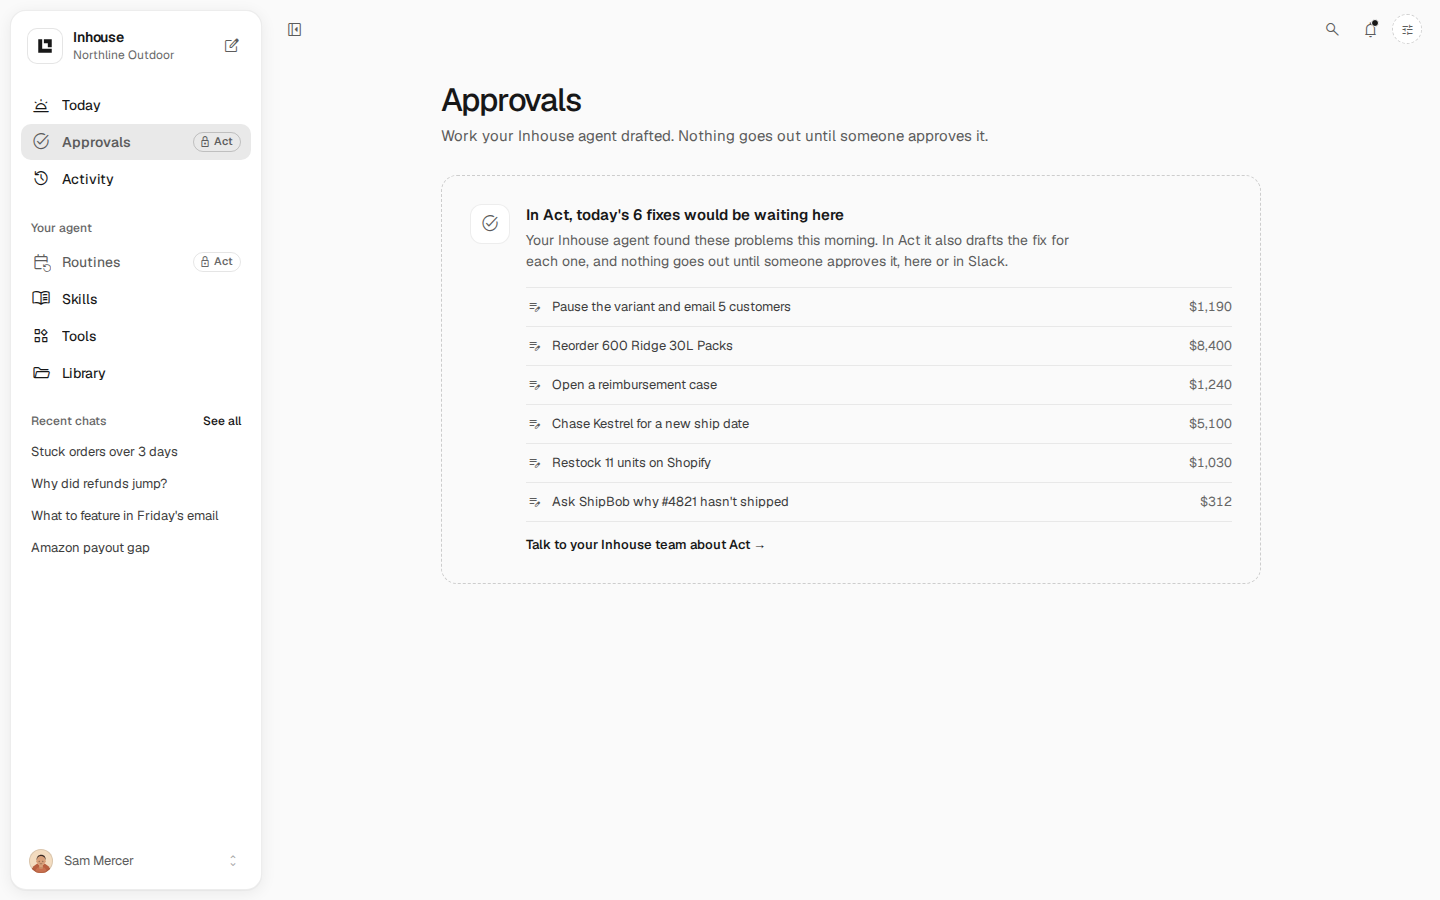 Inhouse
Northline Outdoor
Today
Approvals
Act
Activity
Your agent
Routines
Act
Skills
Tools
Library
Recent chats
See all
Stuck orders over 3 days
Why did refunds jump?
What to feature in Friday's email
Amazon payout gap
Sam Mercer
Approvals
Work your Inhouse agent drafted. Nothing goes out until someone approves it.
In Act, today's 6 fixes would be waiting here
Your Inhouse agent found these problems this morning. In Act it also drafts the fix for
each one, and nothing goes out until someone approves it, here or in Slack.
Pause the variant and email 5 customers
$1,190
Reorder 600 Ridge 30L Packs
$8,400
Open a reimbursement case
$1,240
Chase Kestrel for a new ship date
$5,100
Restock 11 units on Shopify
$1,030
Ask ShipBob why #4821 hasn't shipped
$312
Talk to your Inhouse team about Act →